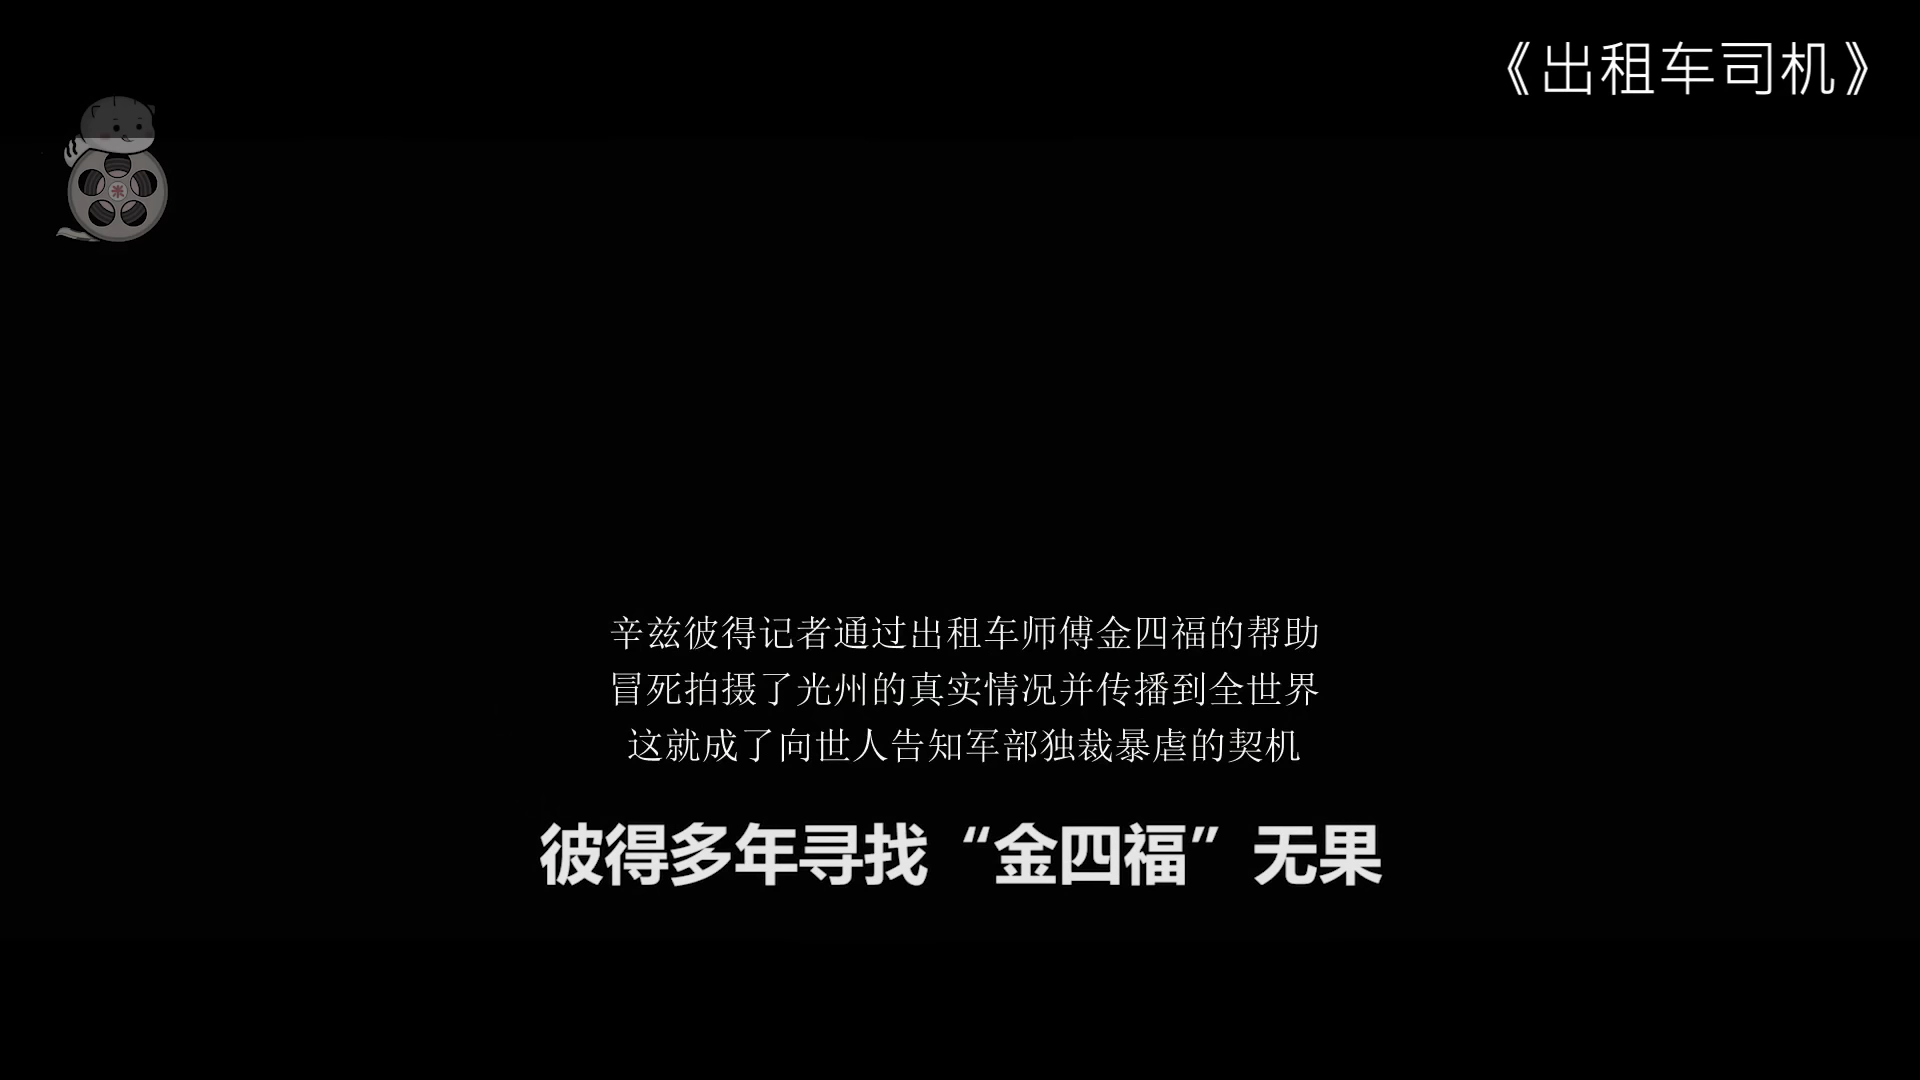 《出租车司机》
米
辛兹彼得记者通过出租车师傅金四福的帮助
冒死拍摄了光州的真实情况并传播到全世界
这就成了向世人告知军部独裁暴虐的契机
彼得多年寻找“金四福”无果